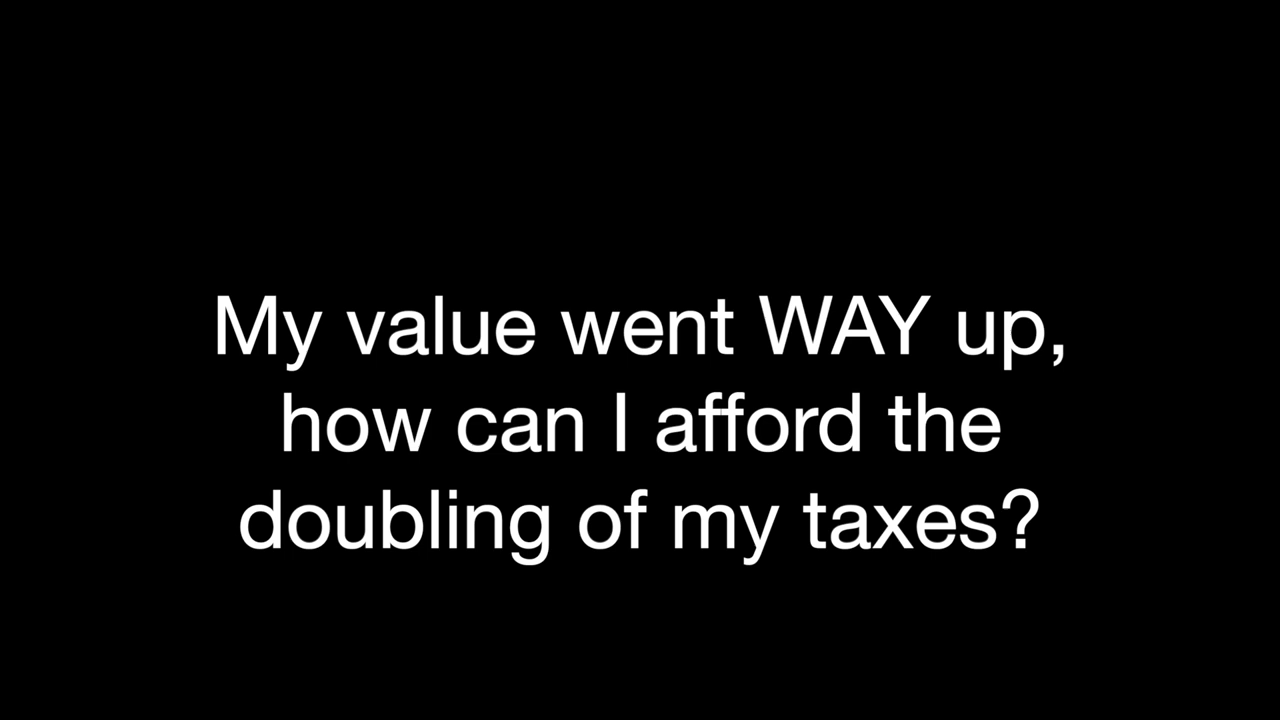 My value went WAY up,
how can I afford the
doubling of my taxes?